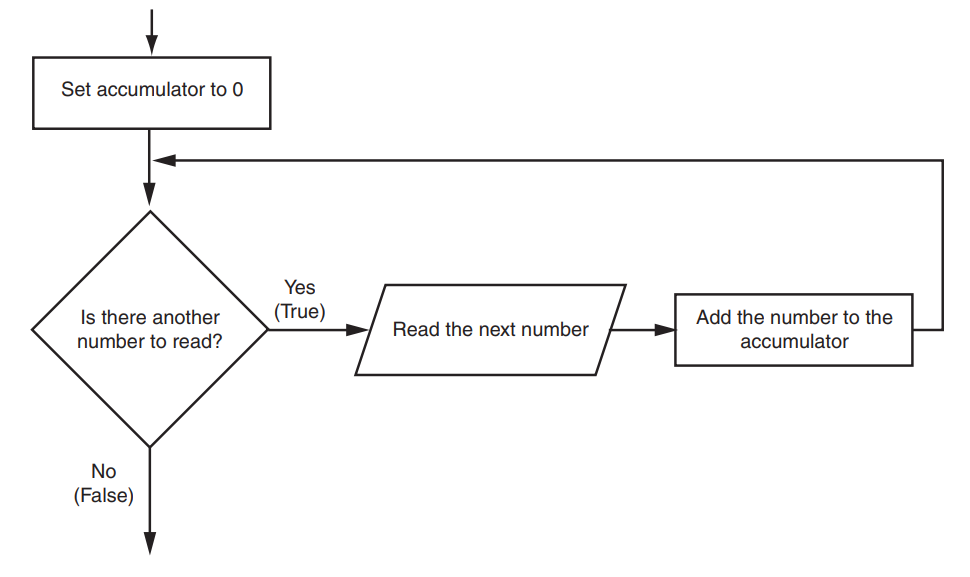 Set accumulator to 0
Is there another
number to read?
Yes
(True)
Read the next number
Add the number to the
accumulator
No
(False)